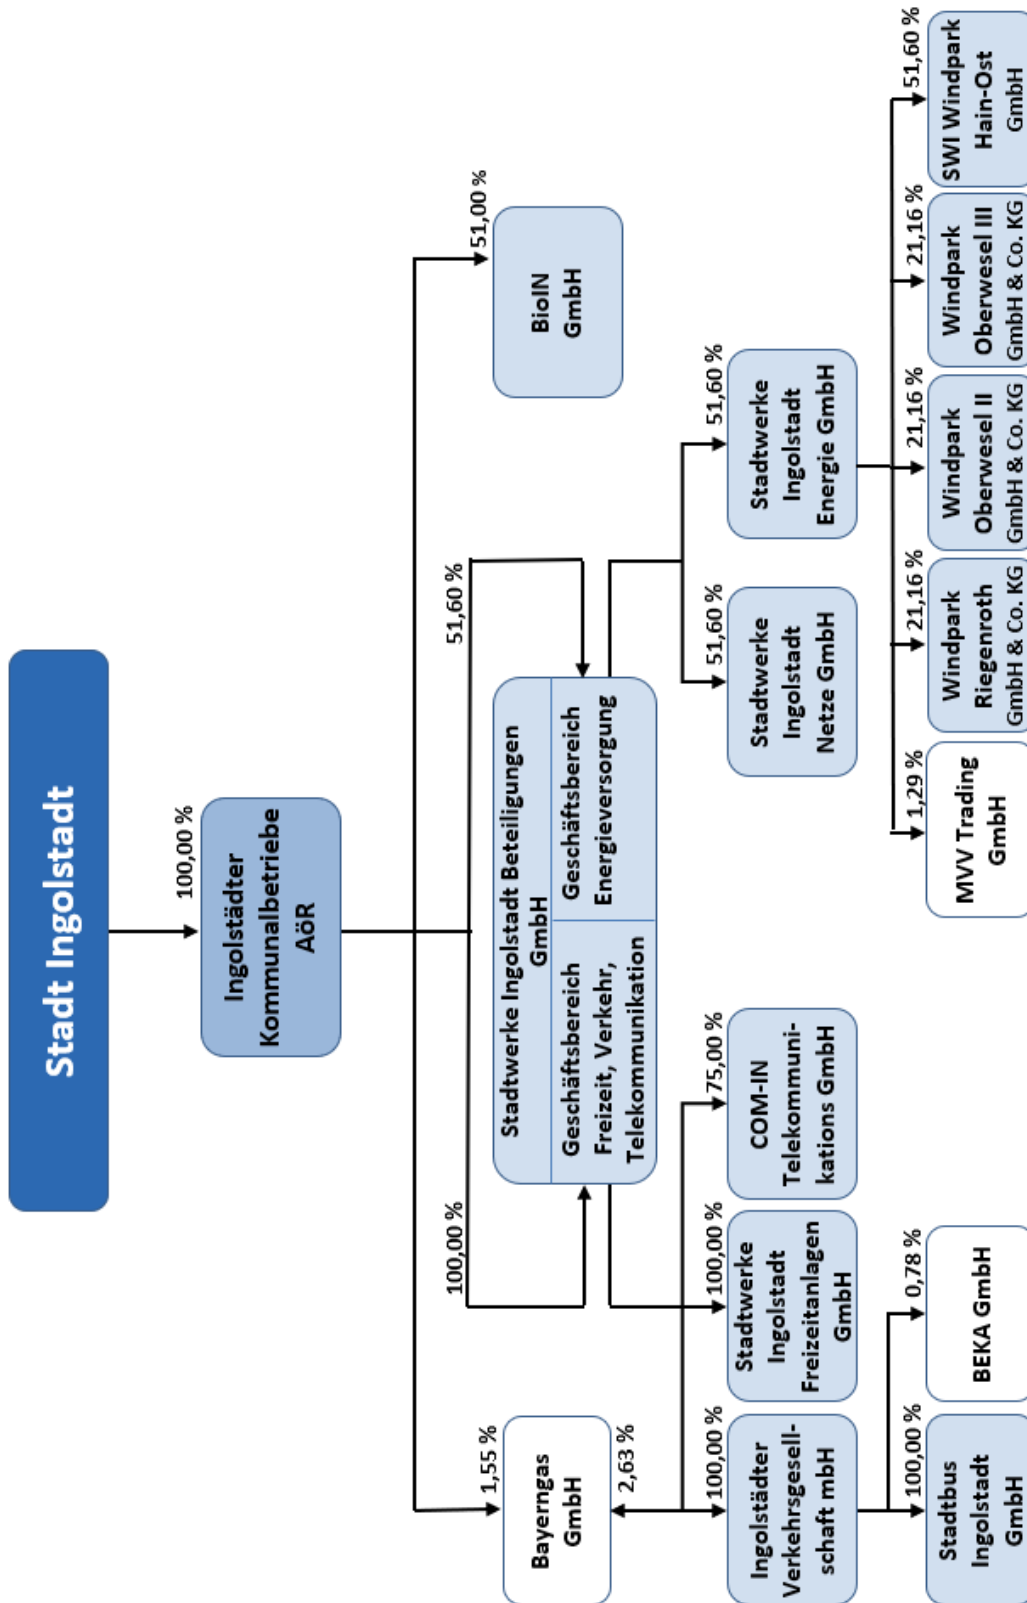 Stadt Ingolstadt
100,00 %
Ingolstädter
Kommunalbetriebe
AöR
1,55 %
Bayerngas
GmbH
2,63 %
100,00 %
51,60 %
Stadtwerke Ingolstadt Beteiligungen
GmbH
Geschäftsbereich
Freizeit, Verkehr,
Telekommunikation
Geschäftsbereich
Energieversorgung
51,00 %
BioIN
GmbH
100,00 %
Ingolstädter
Verkehrsgesell-
schaft mbH
100,00 %
Stadtwerke
Ingolstadt
Freizeitanlagen
GmbH
75,00 %
COM-IN
Telekommuni-
kations GmbH
51,60 %
Stadtwerke
Ingolstadt
Netze GmbH
51,60 %
Stadtwerke
Ingolstadt
Energie GmbH
100,00 %
Stadtbus
Ingolstadt
GmbH
0,78 %
BEKA GmbH
1,29 %
MVV Trading
GmbH
21,16 %
Windpark
Riegenroth
GmbH & Co. KG
21,16 %
Windpark
Oberwesel II
GmbH & Co. KG
21,16 %
Windpark
Oberwesel III
GmbH & Co. KG
51,60 %
SWI Windpark
Hain-Ost
GmbH